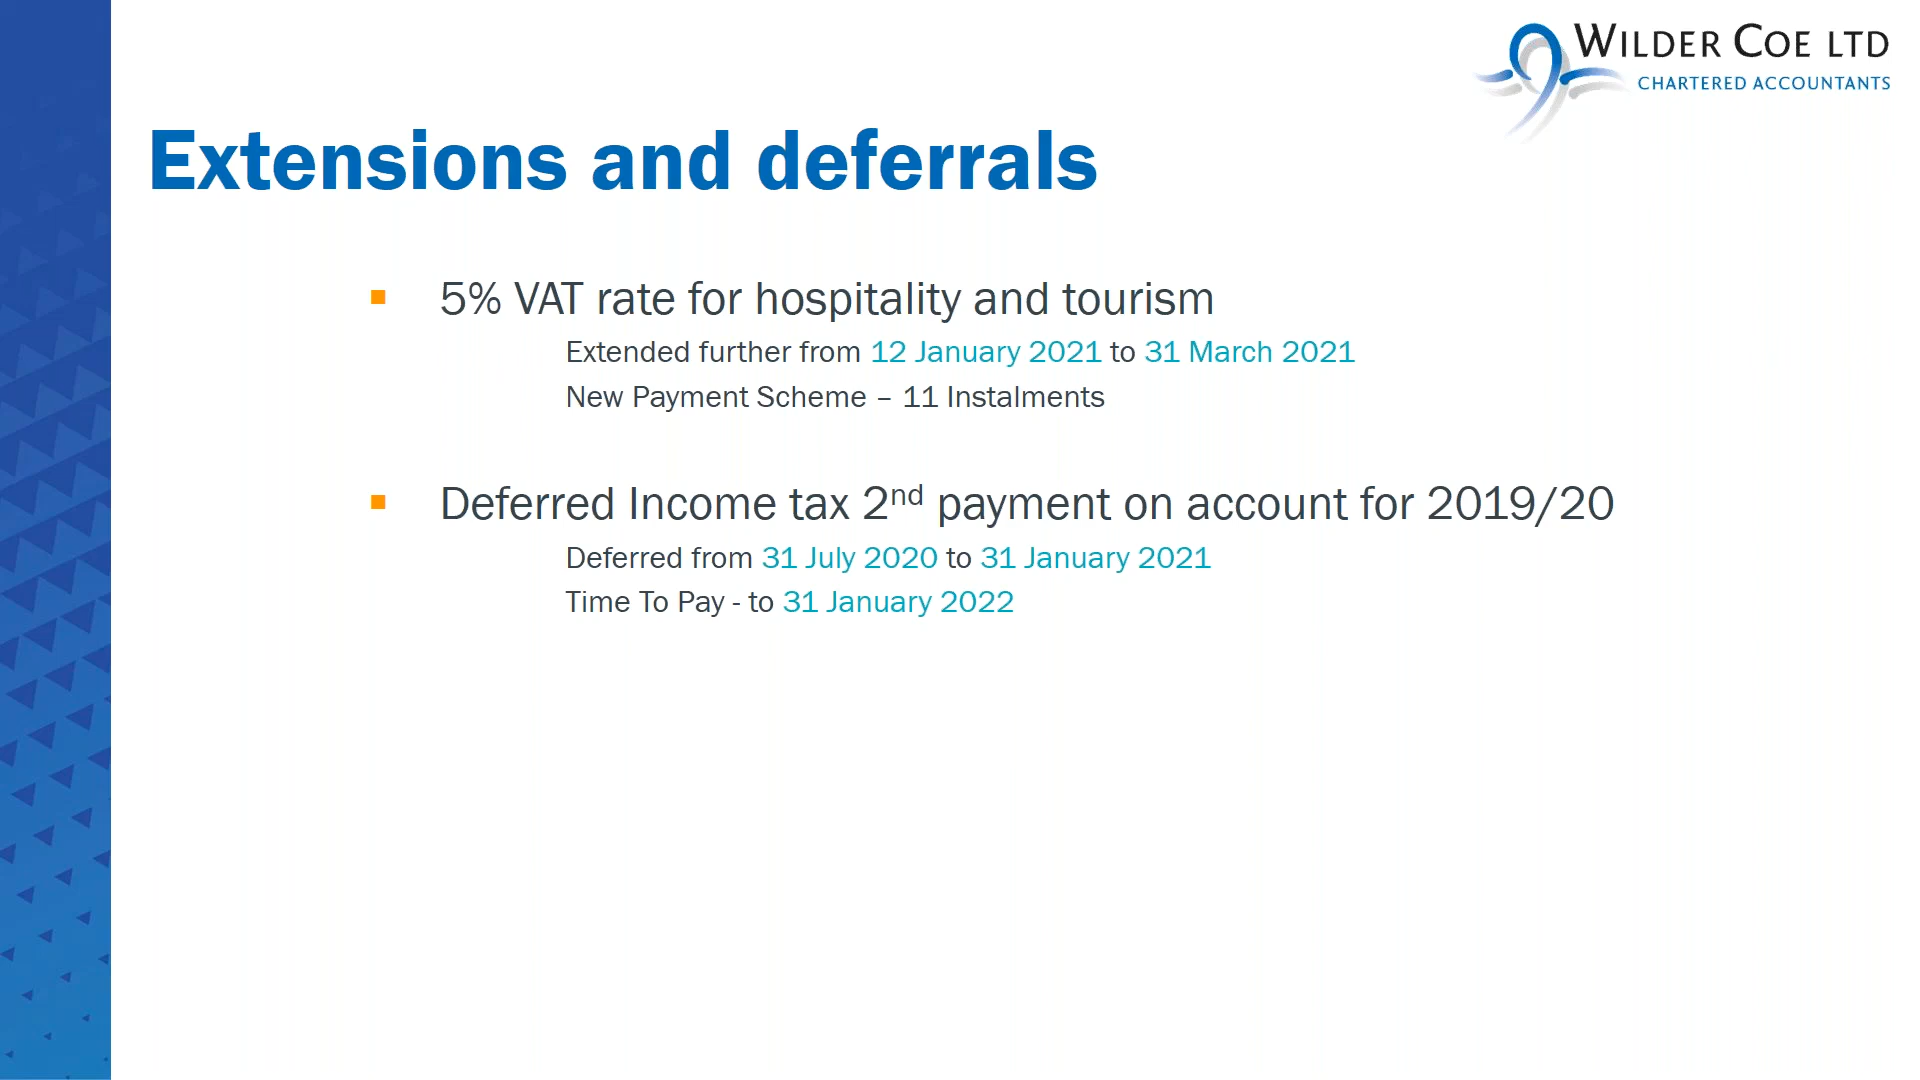 WILDER COE LTD
CHARTERED ACCOUNTANTS
Extensions and deferrals
5% VAT rate for hospitality and tourism
Extended further from 12 January 2021 to 31 March 2021
New Payment Scheme – 11 Instalments
Deferred Income tax 2nd payment on account for 2019/20
Deferred from 31 July 2020 to 31 January 2021
Time To Pay - to 31 January 2022